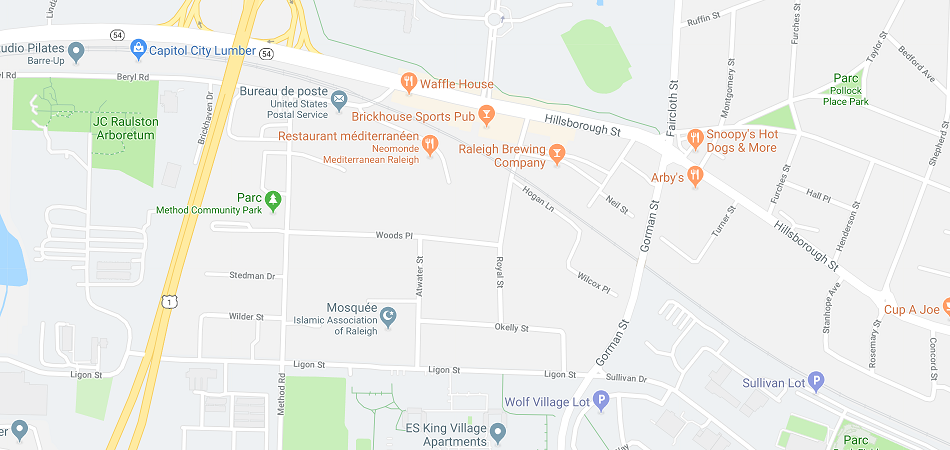 Ruffin St
Furches St
Linda
54
54
Taylor St
Bedford Ave
udio Pilates
Barre-Up
Capitol City Lumber
Beryl Rd
Waffle House
Faircloth St
Montgomery St
Parc
Pollock
Place Park
Shepherd St
Bureau de poste
United States
Postal Service
Brickhouse Sports Pub
Hillsborough St
JC Raulston
Arboretum
Brickhaven Dr
Restaurant méditerranéen
Neomonde
Mediterranean Raleigh
Raleigh Brewing
Company
Snoopy's Hot
Dogs & More
Arby's
Furches St
Hall Pl
Parc
Method Community Park
Hogan Ln
Neil St
Gorman St
Turner St
Henderson St
Hillsborough St
Woods Pl
Atwater St
Royal St
Wilcox Pl
Stedman Dr
1
Stanhope Ave
Mosquée
Islamic Association
of Raleigh
Wilder St
Okelly St
Cup A Joe
Rosemary St
Concord St
Gorman St
Ligon St
Ligon St
Ligon St
Ligon St
Sullivan Dr
Method Rd
Sullivan Lot
Wolf Village Lot
ES King Village
Apartments
er
Way
Parc